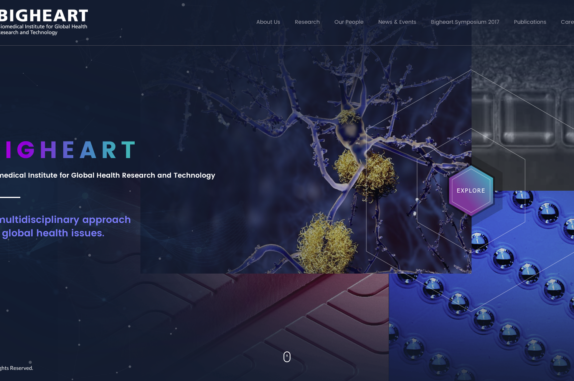 BIGHEART
iomedical Institute for Global Health
esearch and Technology
About Us Research Our People News & Events Bigheart Symposium 2017 Publications Care
IGHEART
medical Institute for Global Health Research and Technology
multidisciplinary approach
global health issues.
EXPLORE
ghts Reserved.